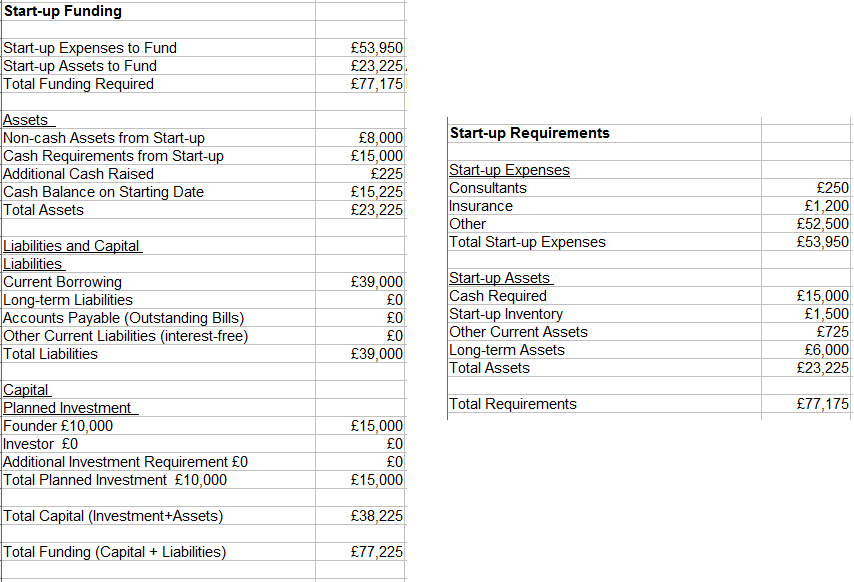 Start-up Funding
Start-up Expenses to Fund £53,950
Start-up Assets to Fund £23,225
Total Funding Required £77,175
Assets
Non-cash Assets from Start-up £8,000
Cash Requirements from Start-up £15,000
Additional Cash Raised £225
Cash Balance on Starting Date £15,225
Total Assets £23,225
Liabilities and Capital
Liabilities
Current Borrowing £39,000
Long-term Liabilities £0
Accounts Payable (Outstanding Bills) £0
Other Current Liabilities (interest-free) £0
Total Liabilities £39,000
Capital
Planned Investment
Founder £10,000 £15,000
Investor £0 £0
Additional Investment Requirement £0 £0
Total Planned Investment £10,000 £15,000
Total Capital (Investment+Assets) £38,225
Total Funding (Capital + Liabilities) £77,225
Start-up Requirements
Start-up Expenses
Consultants £250
Insurance £1,200
Other £52,500
Total Start-up Expenses £53,950
Start-up Assets
Cash Required £15,000
Start-up Inventory £1,500
Other Current Assets £725
Long-term Assets £6,000
Total Assets £23,225
Total Requirements £77,175